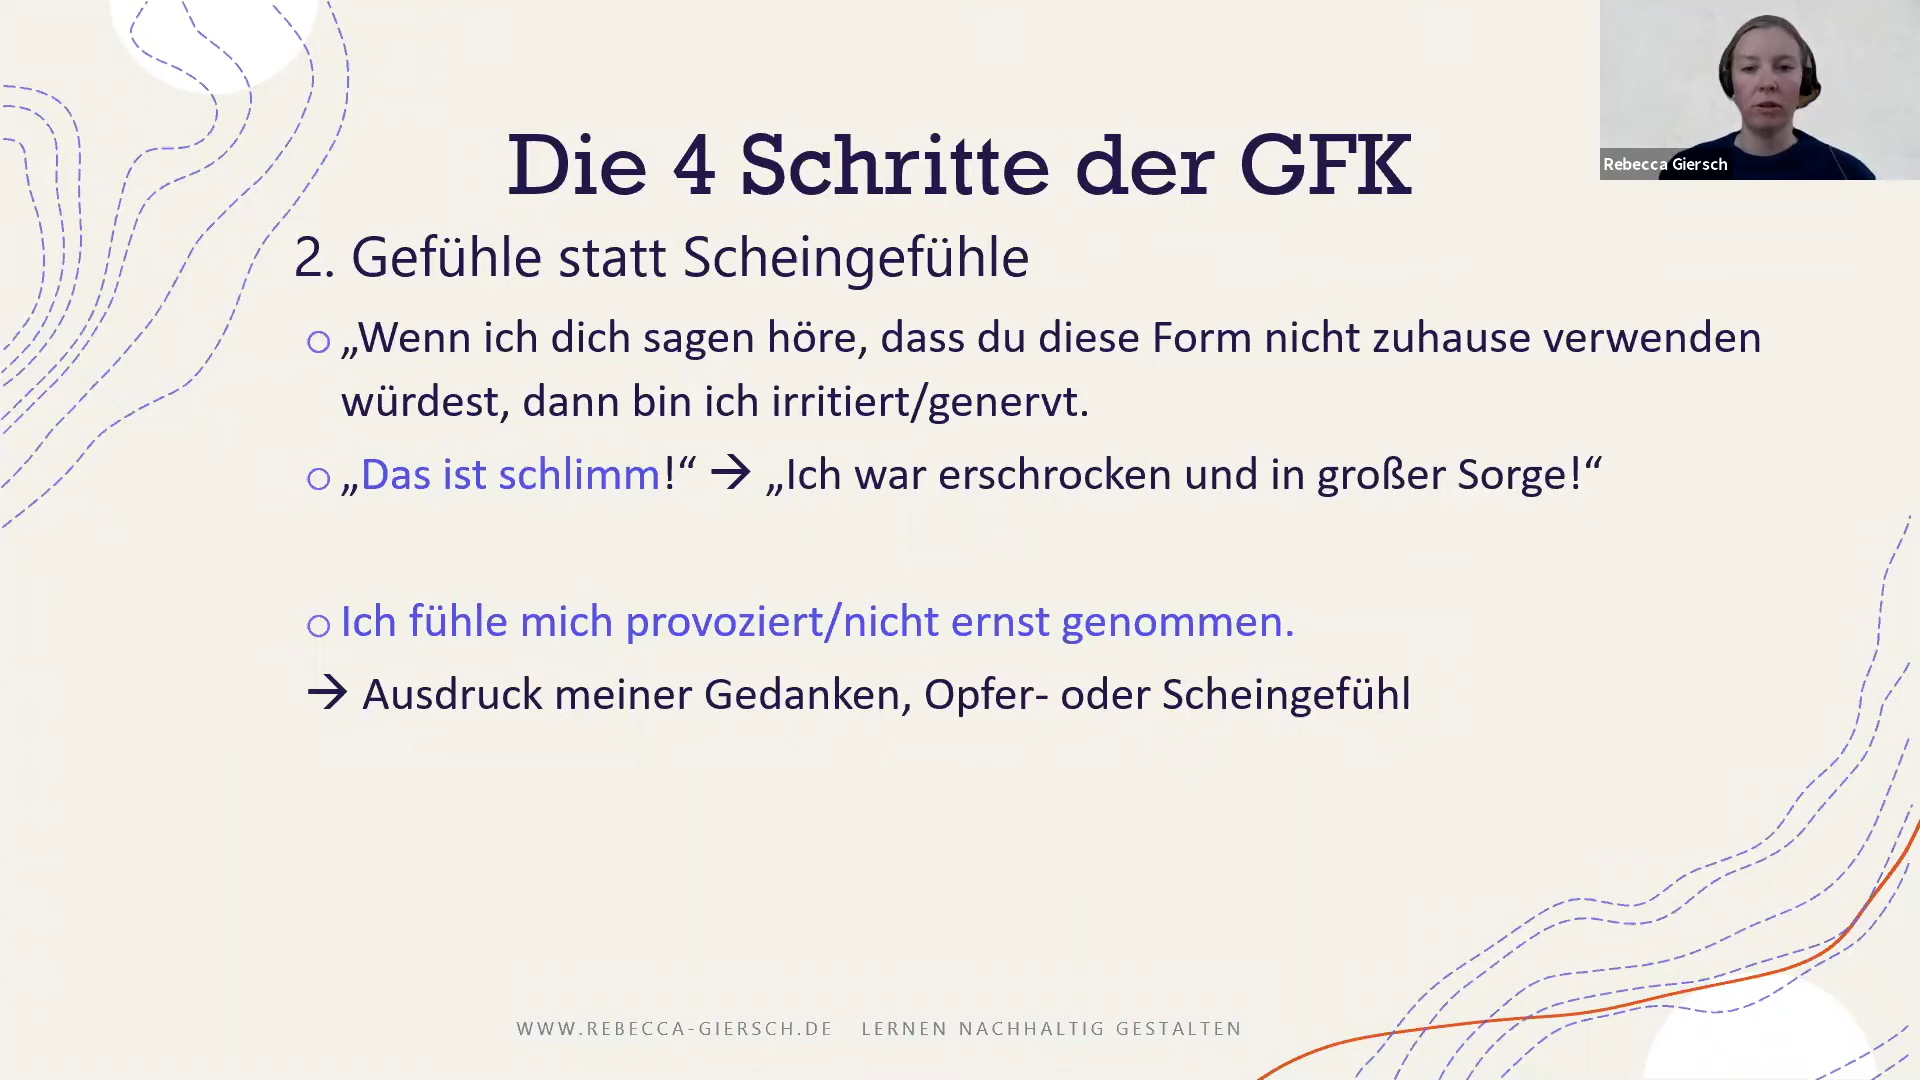 Die 4 Schritte der GFK
Rebecca Giersch
2. Gefühle statt Scheingefühle
„Wenn ich dich sagen höre, dass du diese Form nicht zuhause verwenden
würdest, dann bin ich irritiert/genervt.
„Das ist schlimm!“ → „Ich war erschrocken und in großer Sorge!“
Ich fühle mich provoziert/nicht ernst genommen.
→ Ausdruck meiner Gedanken, Opfer- oder Scheingefühl
WWW.REBECCA-GIERSCH.DE LERNEN NACHHALTIG GESTALTEN